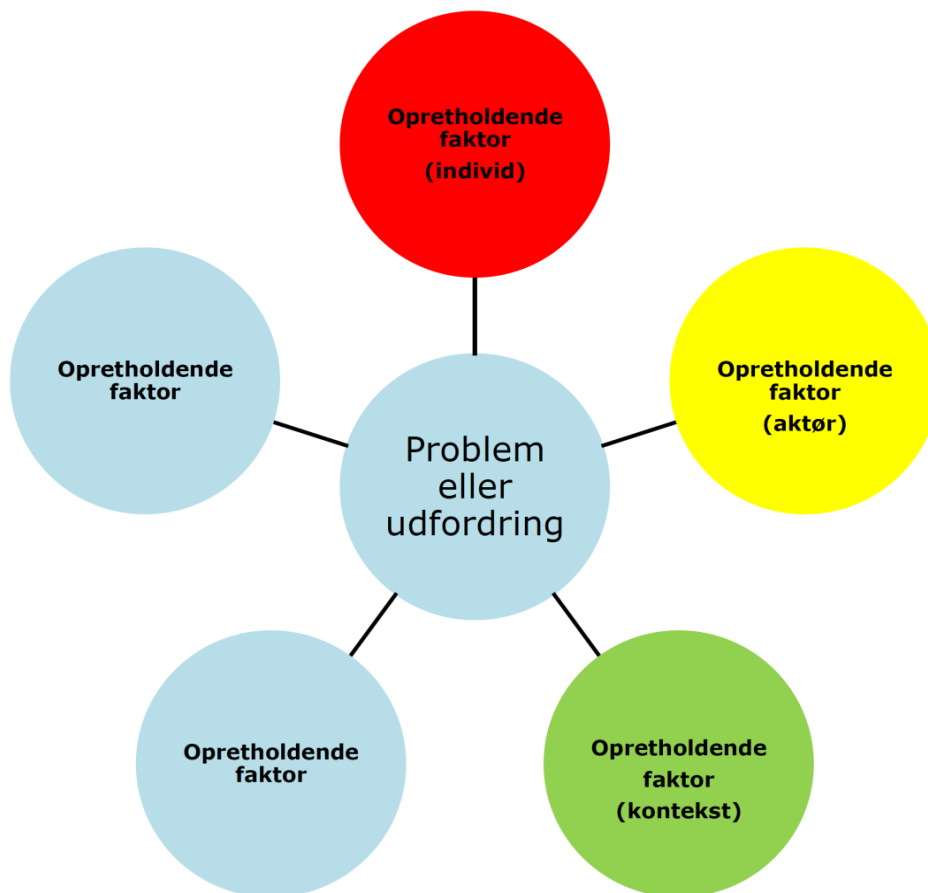 Opretholdende
faktor
(individ)
Opretholdende
faktor
Opretholdende
faktor
(aktør)
Problem
eller
udfordring
Opretholdende
faktor
Opretholdende
faktor
(kontekst)